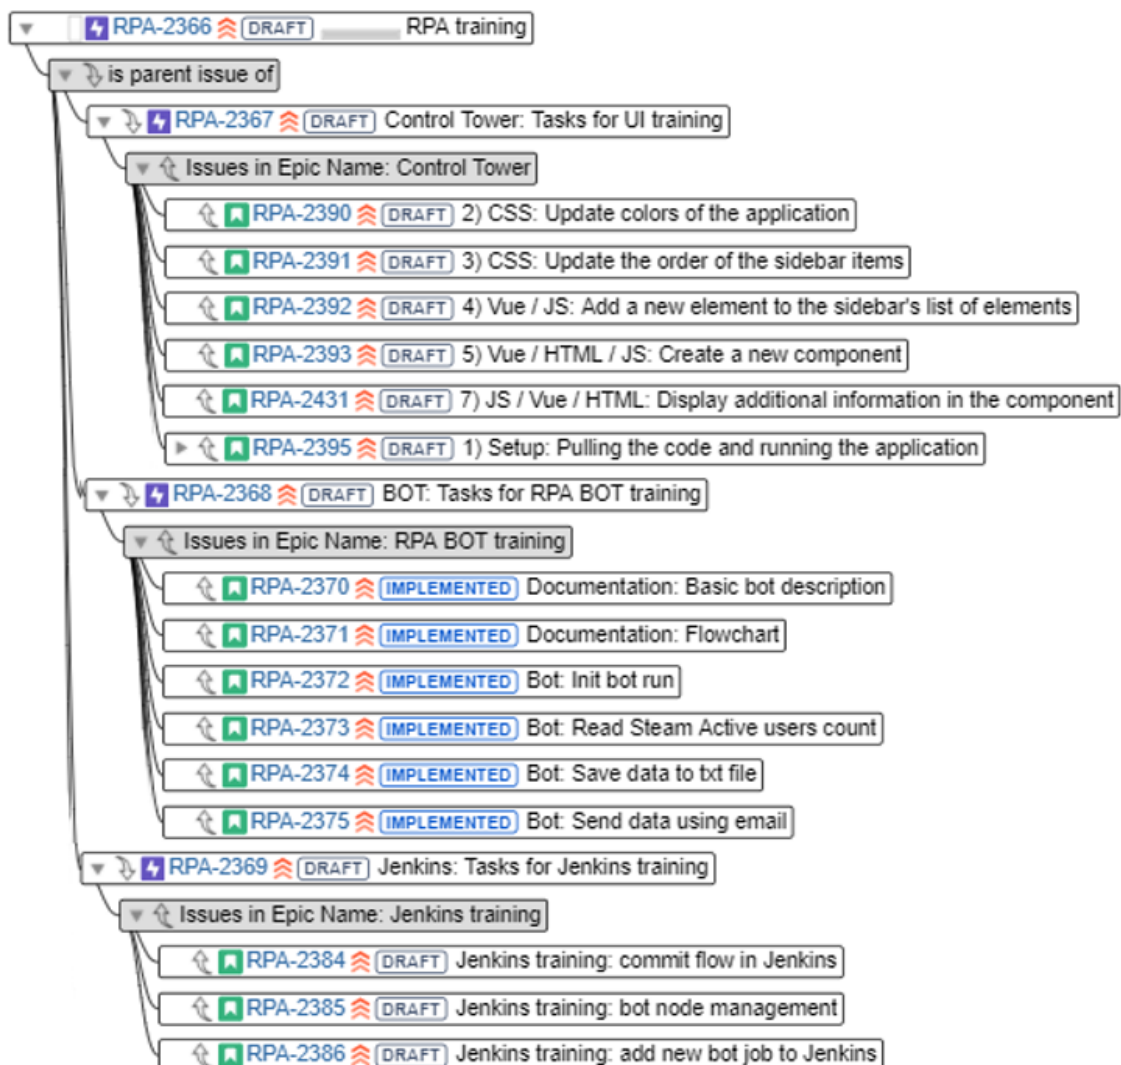 RPA-2366 DRAFT RPA training
is parent issue of
RPA-2367 DRAFT Control Tower: Tasks for UI training
Issues in Epic Name: Control Tower
RPA-2390 DRAFT 2) CSS: Update colors of the application
RPA-2391 DRAFT 3) CSS: Update the order of the sidebar items
RPA-2392 DRAFT 4) Vue / JS: Add a new element to the sidebar's list of elements
RPA-2393 DRAFT 5) Vue / HTML / JS: Create a new component
RPA-2431 DRAFT 7) JS / Vue / HTML: Display additional information in the component
RPA-2395 DRAFT 1) Setup: Pulling the code and running the application
RPA-2368 DRAFT BOT: Tasks for RPA BOT training
Issues in Epic Name: RPA BOT training
RPA-2370 IMPLEMENTED Documentation: Basic bot description
RPA-2371 IMPLEMENTED Documentation: Flowchart
RPA-2372 IMPLEMENTED Bot: Init bot run
RPA-2373 IMPLEMENTED Bot: Read Steam Active users count
RPA-2374 IMPLEMENTED Bot: Save data to txt file
RPA-2375 IMPLEMENTED Bot: Send data using email
RPA-2369 DRAFT Jenkins: Tasks for Jenkins training
Issues in Epic Name: Jenkins training
RPA-2384 DRAFT Jenkins training: commit flow in Jenkins
RPA-2385 DRAFT Jenkins training: bot node management
RPA-2386 DRAFT Jenkins training: add new bot job to Jenkins